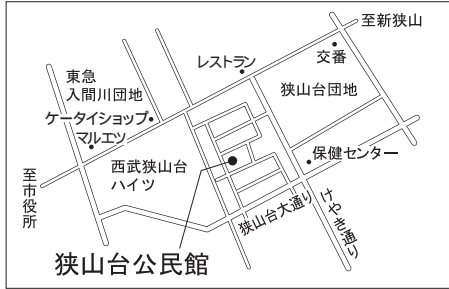 至新狭山
交番
レストラン
東急
入間川団地
狭山台団地
ケータイショップ
マルエツ
保健センター
西武狭山台
ハイツ
至市役所
狭山台大通り
けやき通り
狭山台公民館